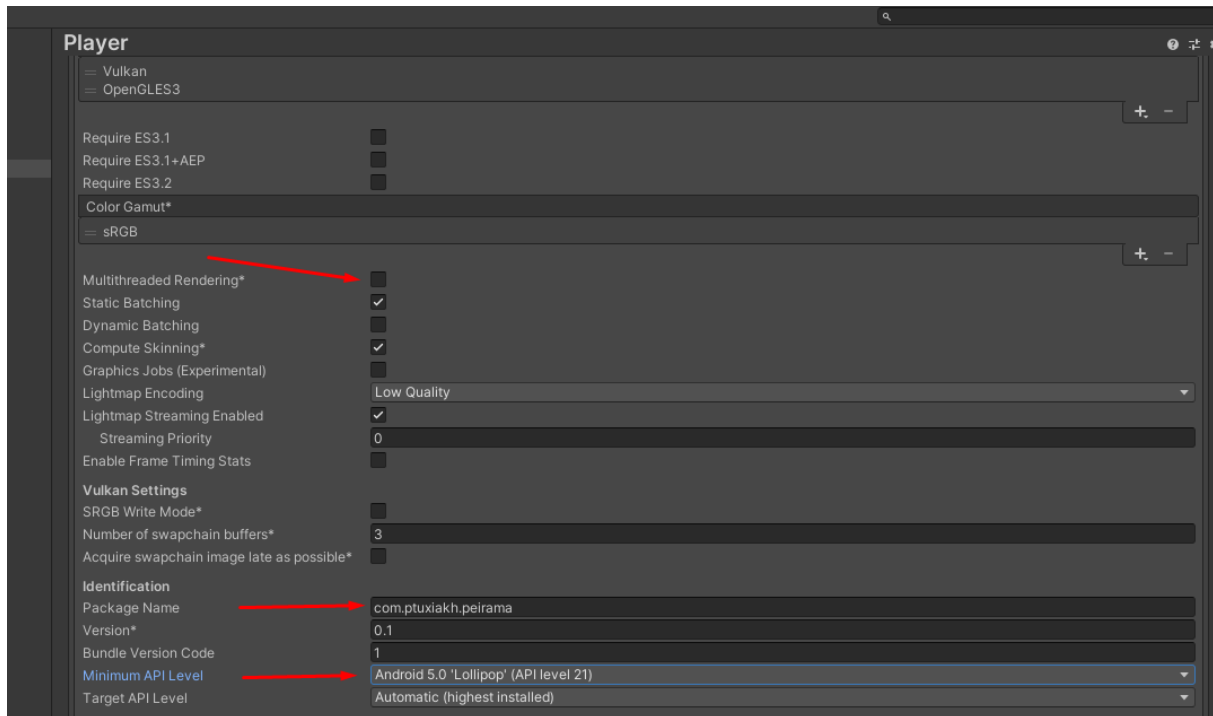 Player
Vulkan
OpenGLES3
Require ES3.1
Require ES3.1+AEP
Require ES3.2
Color Gamut*
sRGB
Multithreaded Rendering*
Static Batching
Dynamic Batching
Compute Skinning*
Graphics Jobs (Experimental)
Lightmap Encoding Low Quality
Lightmap Streaming Enabled
Streaming Priority 0
Enable Frame Timing Stats
Vulkan Settings
SRGB Write Mode*
Number of swapchain buffers* 3
Acquire swapchain image late as possible*
Identification
Package Name com.ptuxiakh.peirama
Version* 0.1
Bundle Version Code 1
Minimum API Level Android 5.0 'Lollipop' (API level 21)
Target API Level Automatic (highest installed)